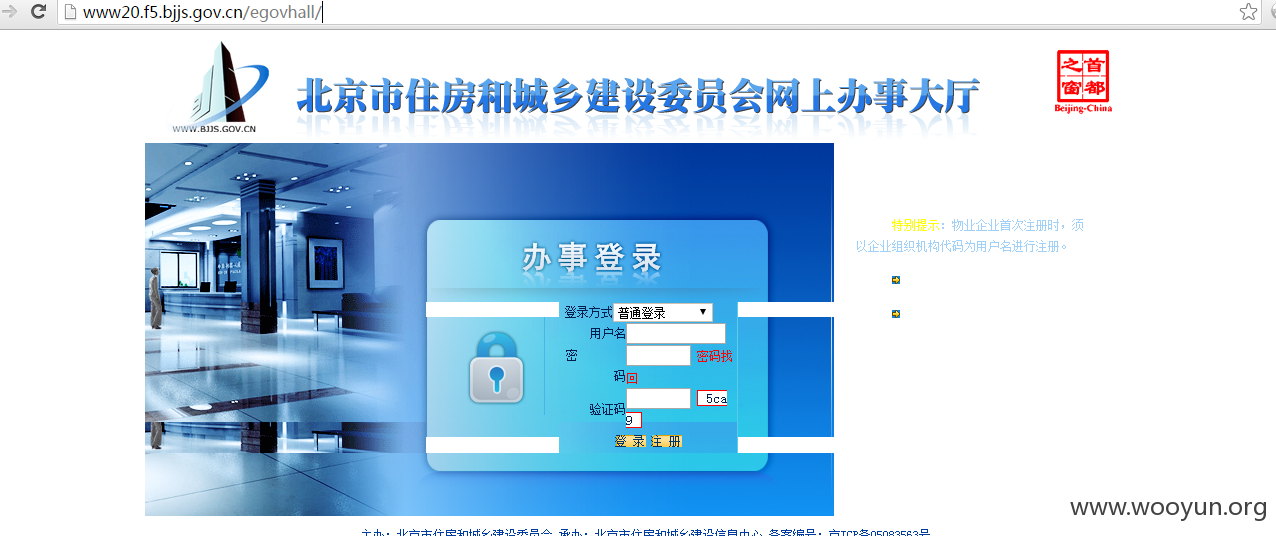 www20.f5.bjjs.gov.cn/egovhall/
WWW.BJJS.GOV.CN
北京市住房和城乡建设委员会网上办事大厅
首都之窗
Beijing-China
办事登录
特别提示：物业企业首次注册时，须
以企业组织机构代码为用户名进行注册。
登录方式 普通登录
用户名
密 密码找
码 回
验证码 5ca
9
登 录 注 册
www.wooyun.org
主办：北京市住房和城乡建设委员会 承办：北京市住房和城乡建设信息中心 备案编号：京ICP备05083563号